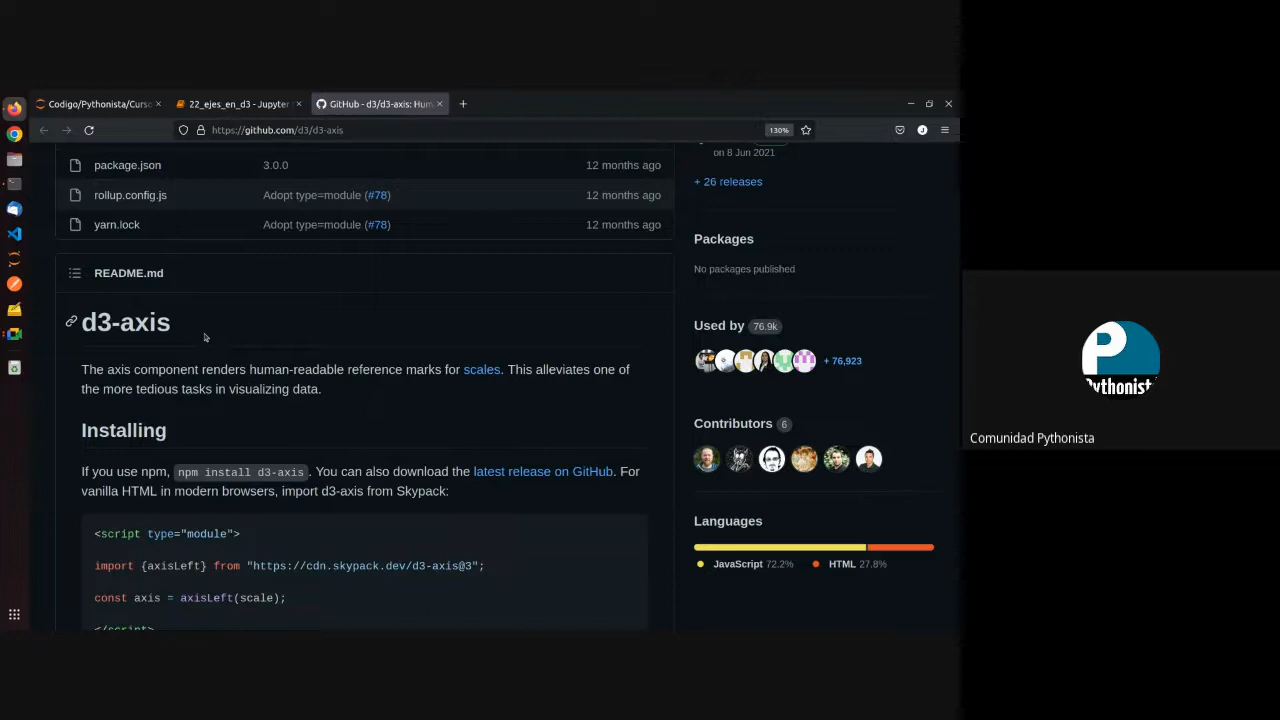 Codigo/Pythonista/Curso
22_ejes_en_d3 - Jupyter
GitHub - d3/d3-axis: Hum
https://github.com/d3/d3-axis
130%
package.json 3.0.0 12 months ago
rollup.config.js Adopt type=module (#78) 12 months ago
yarn.lock Adopt type=module (#78) 12 months ago
README.md
d3-axis
The axis component renders human-readable reference marks for scales. This alleviates one of
the more tedious tasks in visualizing data.
Installing
If you use npm, npm install d3-axis. You can also download the latest release on GitHub. For
vanilla HTML in modern browsers, import d3-axis from Skypack:
<script type="module">
import {axisLeft} from "https://cdn.skypack.dev/d3-axis@3";
const axis = axisLeft(scale);
</script>
on 8 Jun 2021
+ 26 releases
Packages
No packages published
Used by 76.9k
+ 76,923
Contributors 6
Languages
JavaScript 72.2% HTML 27.8%
Pythonist
Comunidad Pythonista